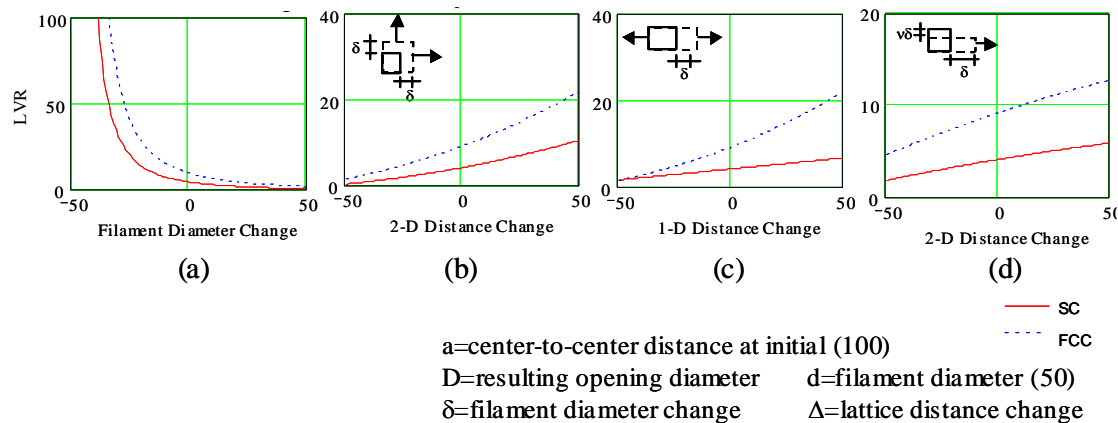 100
50
0
LVR
−50
0
50
Filament Diameter Change
(a)
40
20
0
δ
δ
−50
0
50
2-D Distance Change
(b)
40
20
0
δ
−50
0
50
1-D Distance Change
(c)
20
10
0
νδ
δ
−50
0
50
2-D Distance Change
(d)
SC
FCC
a=center-to-center distance at initial (100)
D=resulting opening diameter d=filament diameter (50)
δ=filament diameter change Δ=lattice distance change